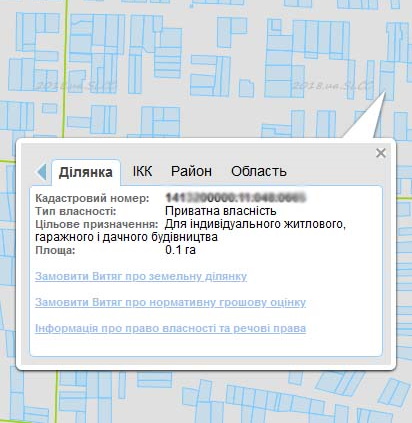 2018.ua.SLCC 2018.ua.SLCC
Ділянка ІКК Район Область
Кадастровий номер:
Тип власності: Приватна власність
Цільове призначення: Для індивідуального житлового,
гаражного і дачного будівництва
Площа: 0.1 га
Замовити Витяг про земельну ділянку
Замовити Витяг про нормативну грошову оцінку
Інформація про право власності та речові права